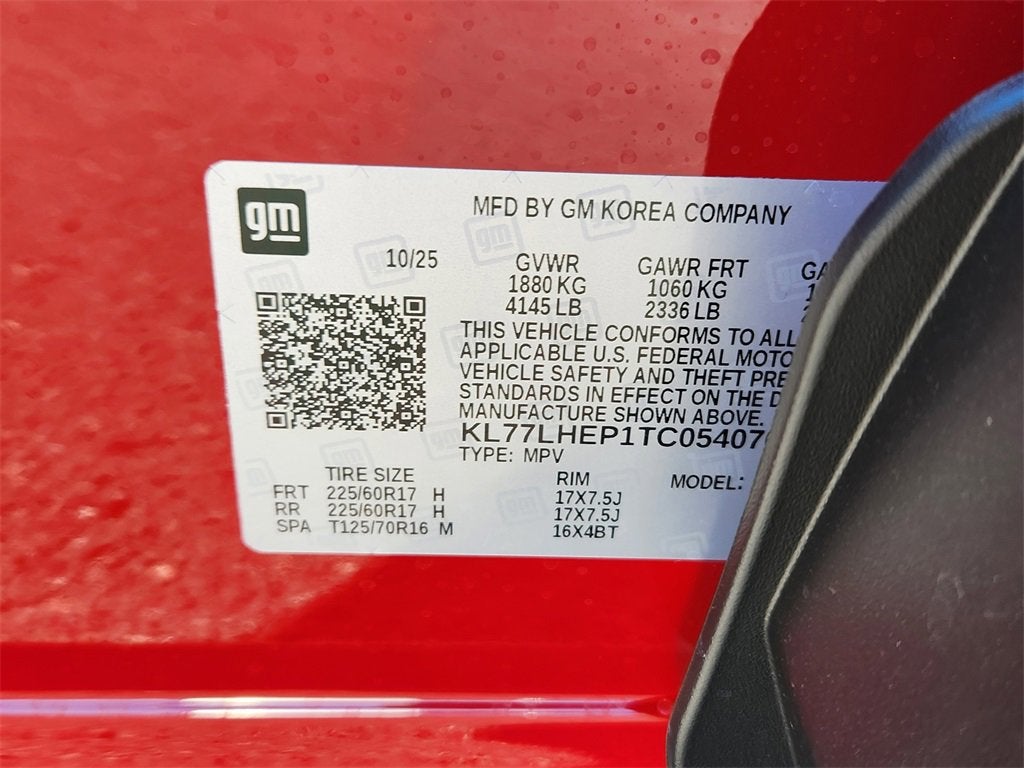 gm
MFD BY GM KOREA COMPANY
10/25
GVWR GAWR FRT
1880 KG 1060 KG
4145 LB 2336 LB
THIS VEHICLE CONFORMS TO ALL
APPLICABLE U.S. FEDERAL
VEHICLE SAFETY AND THEFT
STANDARDS IN EFFECT ON THE
MANUFACTURE SHOWN ABOVE.
KL77LHEP1TC05407
TYPE: MPV
TIRE SIZE RIM MODEL:
FRT 225/60R17 H 17X7.5J
RR 225/60R17 H 17X7.5J
SPA T125/70R16 M 16X4BT